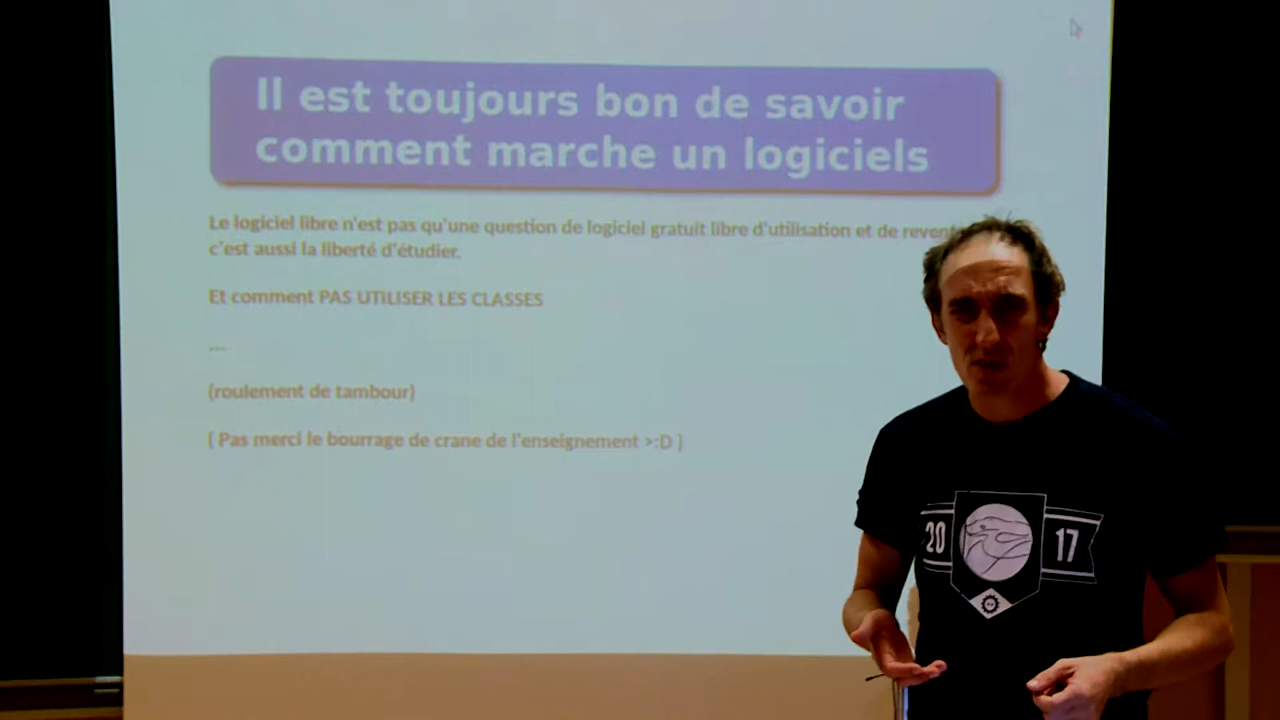 Il est toujours bon de savoir
comment marche un logiciels
Le logiciel libre n'est pas qu'une question de logiciel gratuit libre d'utilisation et de
c'est aussi la liberté d'étudier.
Et comment PAS UTILISER LES CLASSES
....
(roulement de tambour)
( Pas merci le bourrage de crane de l'enseignement >:D )
20 17